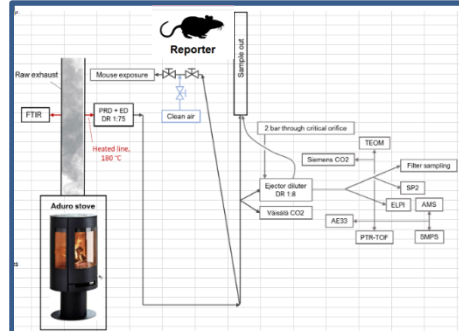 Reporter
Raw exhaust
Mouse exposure
Sample out
FTIR
PRD + ED
DR 1:75
Clean air
Heated line,
180 °C
2 bar through critical orifice
TEOM
Siemens CO2
Filter sampling
Ejector diluter
DR 1:8
SP2
ELPI
AMS
Väisälä CO2
AE33
PTR-TOF
SMPS
Aduro stove